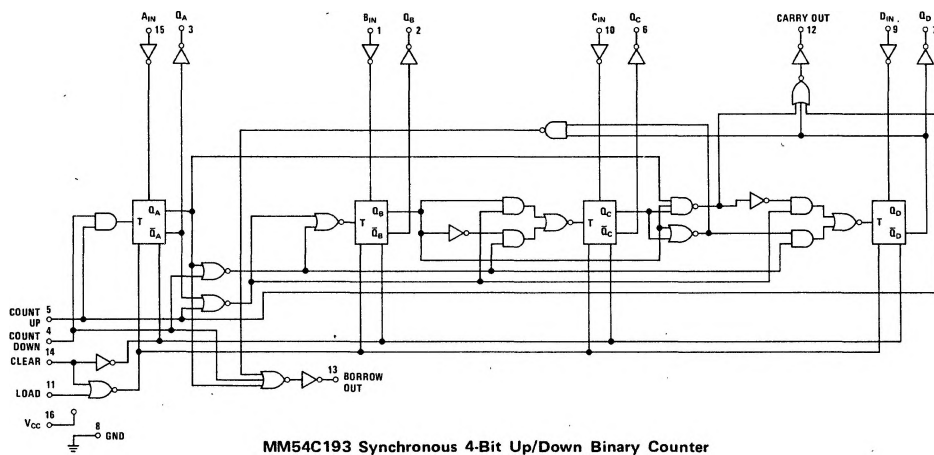 A_IN Q_A B_IN Q_B C_IN Q_C CARRY OUT D_IN Q_D
15 3 1 2 10 6 12 9
T Q_A Q̄_A
T Q_B Q̄_B
T Q_C Q̄_C
T Q_D Q̄_D
COUNT UP 5
COUNT DOWN 4
CLEAR 14
LOAD 11
13 BORROW OUT
V_CC 16
8 GND
MM54C193 Synchronous 4-Bit Up/Down Binary Counter